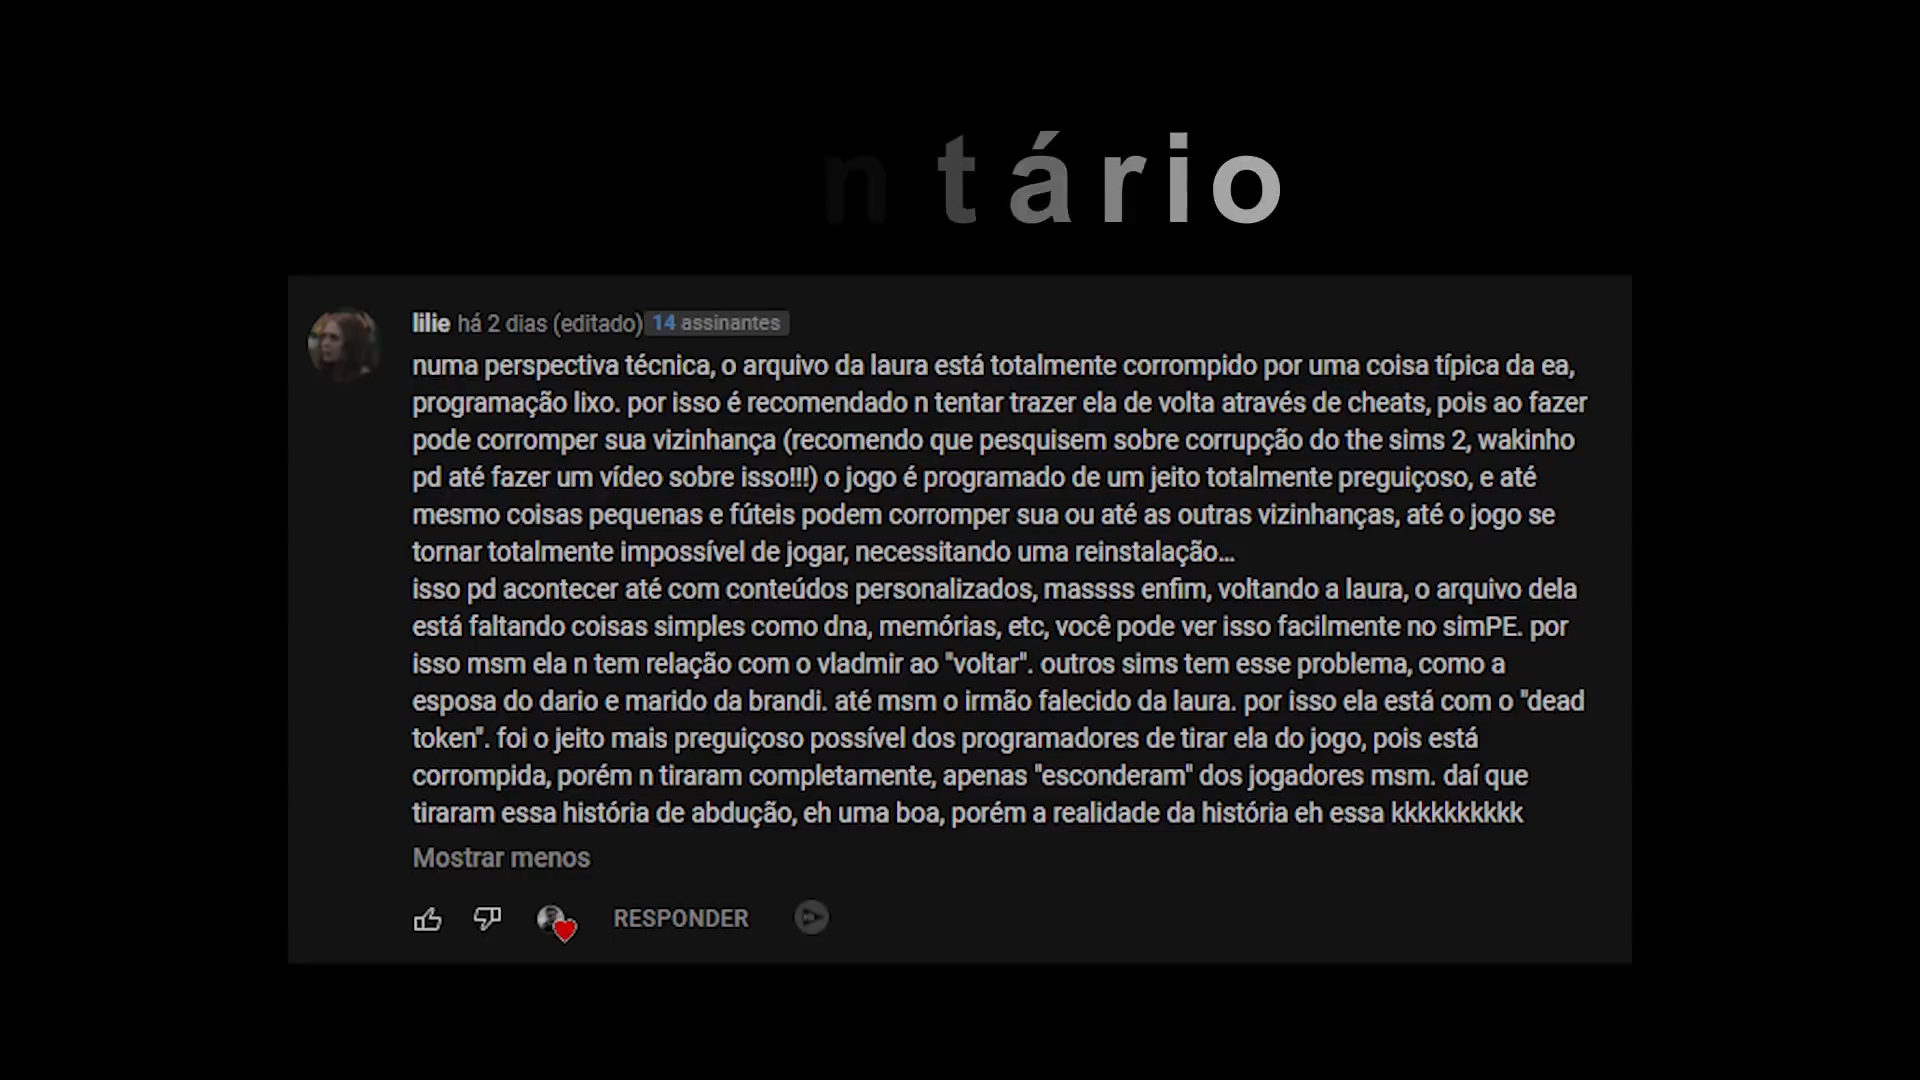 ntário
lilie há 2 dias (editado) 14 assinantes
numa perspectiva técnica, o arquivo da laura está totalmente corrompido por uma coisa típica da ea,
programação lixo. por isso é recomendado n tentar trazer ela de volta através de cheats, pois ao fazer
pode corromper sua vizinhança (recomendo que pesquisem sobre corrupção do the sims 2, wakinho
pd até fazer um vídeo sobre isso!!!) o jogo é programado de um jeito totalmente preguiçoso, e até
mesmo coisas pequenas e fúteis podem corromper sua ou até as outras vizinhanças, até o jogo se
tornar totalmente impossível de jogar, necessitando uma reinstalação...
isso pd acontecer até com conteúdos personalizados, massss enfim, voltando a laura, o arquivo dela
está faltando coisas simples como dna, memórias, etc, você pode ver isso facilmente no simPE. por
isso msm ela n tem relação com o vladmir ao "voltar". outros sims tem esse problema, como a
esposa do dario e marido da brandi. até msm o irmão falecido da laura. por isso ela está com o "dead
token". foi o jeito mais preguiçoso possível dos programadores de tirar ela do jogo, pois está
corrompida, porém n tiraram completamente, apenas "esconderam" dos jogadores msm. daí que
tiraram essa história de abdução, eh uma boa, porém a realidade da história eh essa kkkkkkkkkk
Mostrar menos
RESPONDER